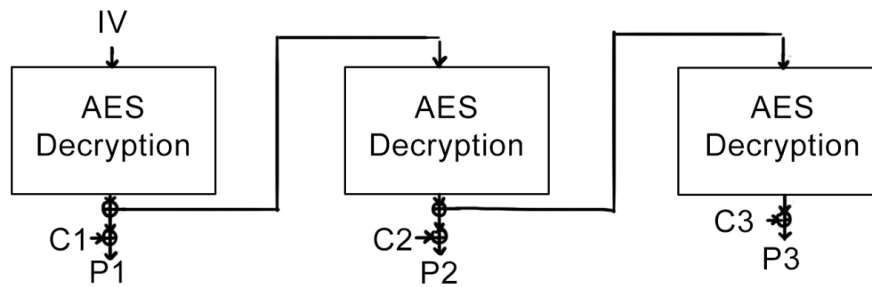 IV
AES
Decryption
AES
Decryption
AES
Decryption
C1
P1
C2
P2
C3
P3